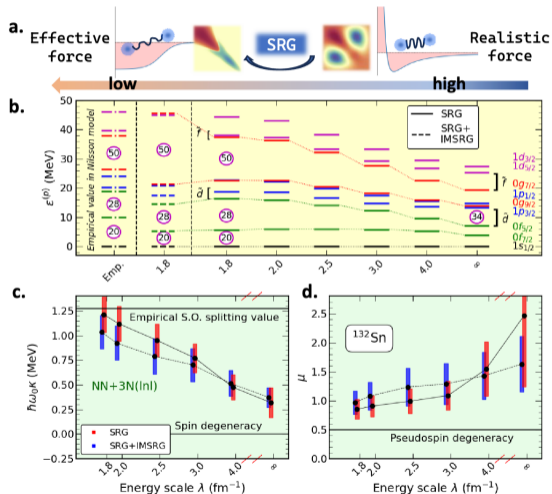 a.
Effective
force
SRG
Realistic
force
low
high
b.
ε(p) (MeV)
50
40
30
20
10
0
Empirical value in Nilsson model
50
28
20
50
28
20
50
28
20
34
f̃
d̃
f̃
d̃
SRG
SRG+
IMSRG
1d3/2
1d5/2
0g7/2
1p1/2
0g9/2
1p3/2
0f5/2
0f7/2
1s1/2
Emp.
1.8
1.8
2.0
2.5
3.0
4.0
∞
c.
ħω0κ (MeV)
1.25
1.00
0.75
0.50
0.25
0.00
−0.25
Empirical S.O. splitting value
NN+3N(lnl)
Spin degeneracy
SRG
SRG+IMSRG
1.8
2.0
2.5
3.0
4.0
∞
Energy scale λ (fm−1)
d.
μ
2.5
2.0
1.5
1.0
0.5
0.0
132Sn
Pseudospin degeneracy
1.8
2.0
2.5
3.0
4.0
∞
Energy scale λ (fm−1)